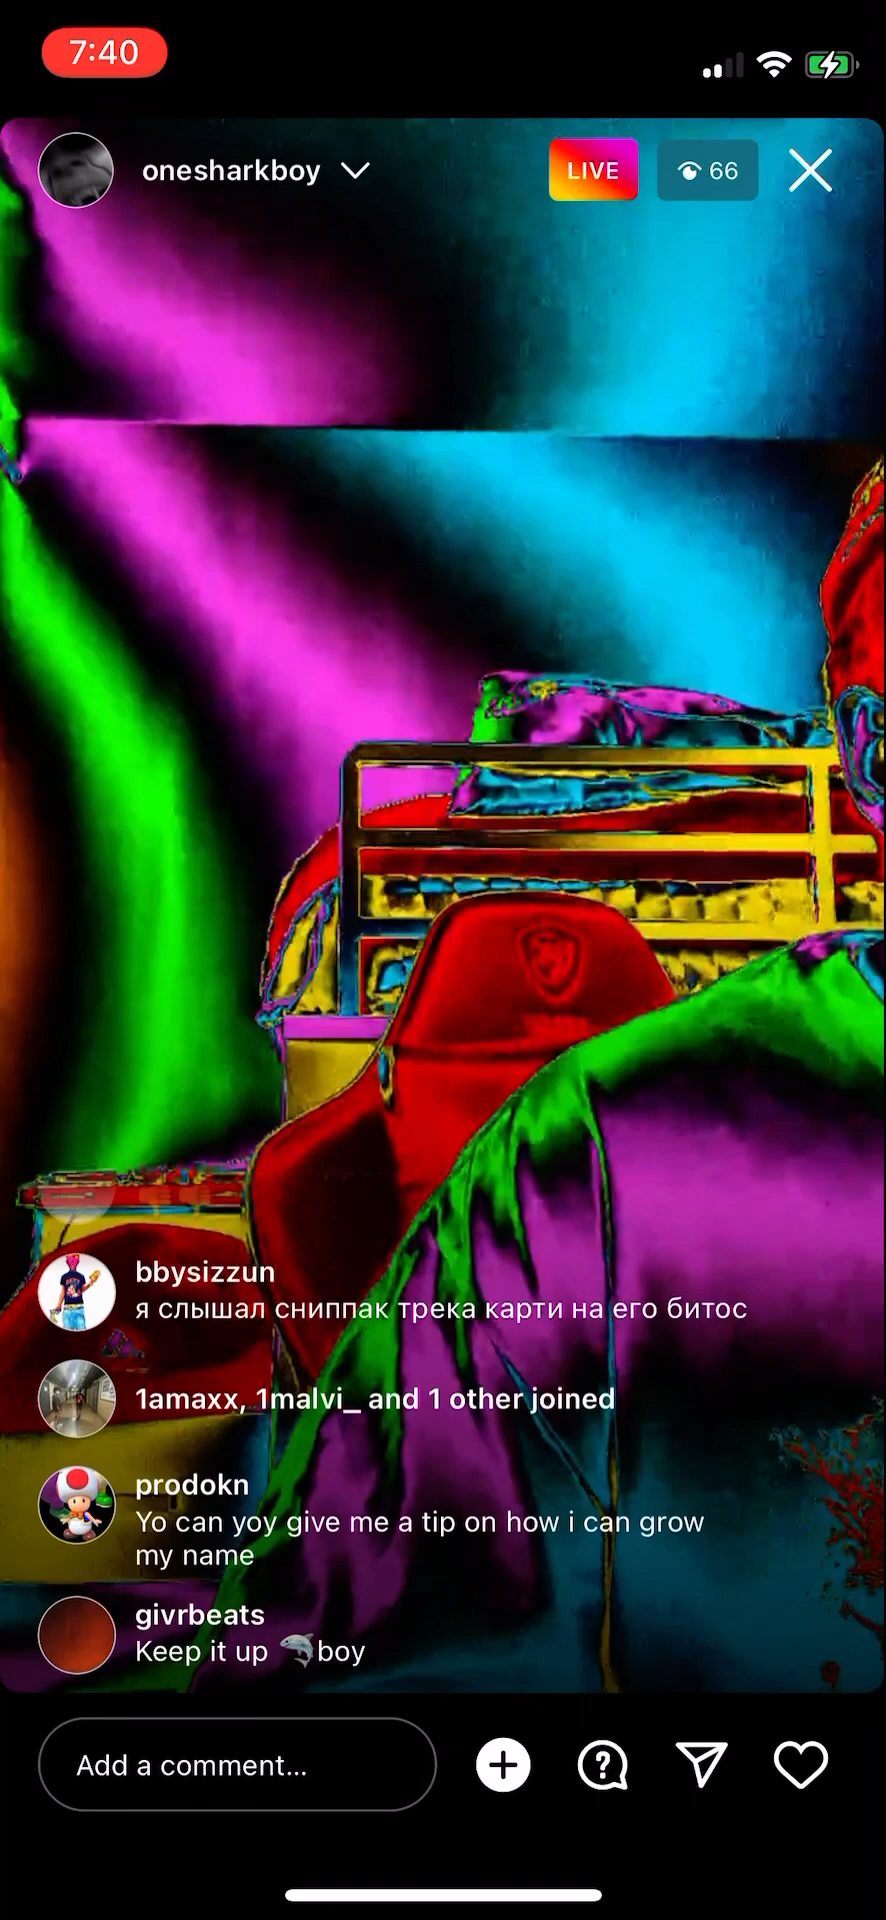 7:40
onesharkboy
LIVE
66
bbysizzun
я слышал сниппак трека карти на его битос
1amaxx, 1malvi_ and 1 other joined
prodokn
Yo can yoy give me a tip on how i can grow
my name
givrbeats
Keep it up 🦈boy
Add a comment...